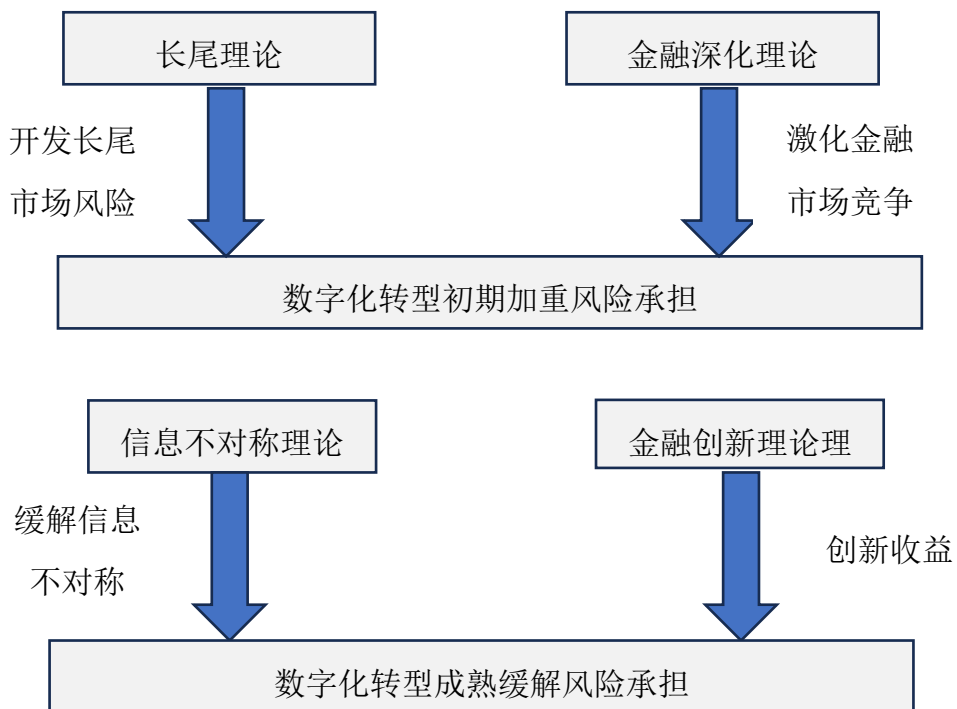 长尾理论
金融深化理论
开发长尾
市场风险
激化金融
市场竞争
数字化转型初期加重风险承担
信息不对称理论
金融创新理论理
缓解信息
不对称
创新收益
数字化转型成熟缓解风险承担